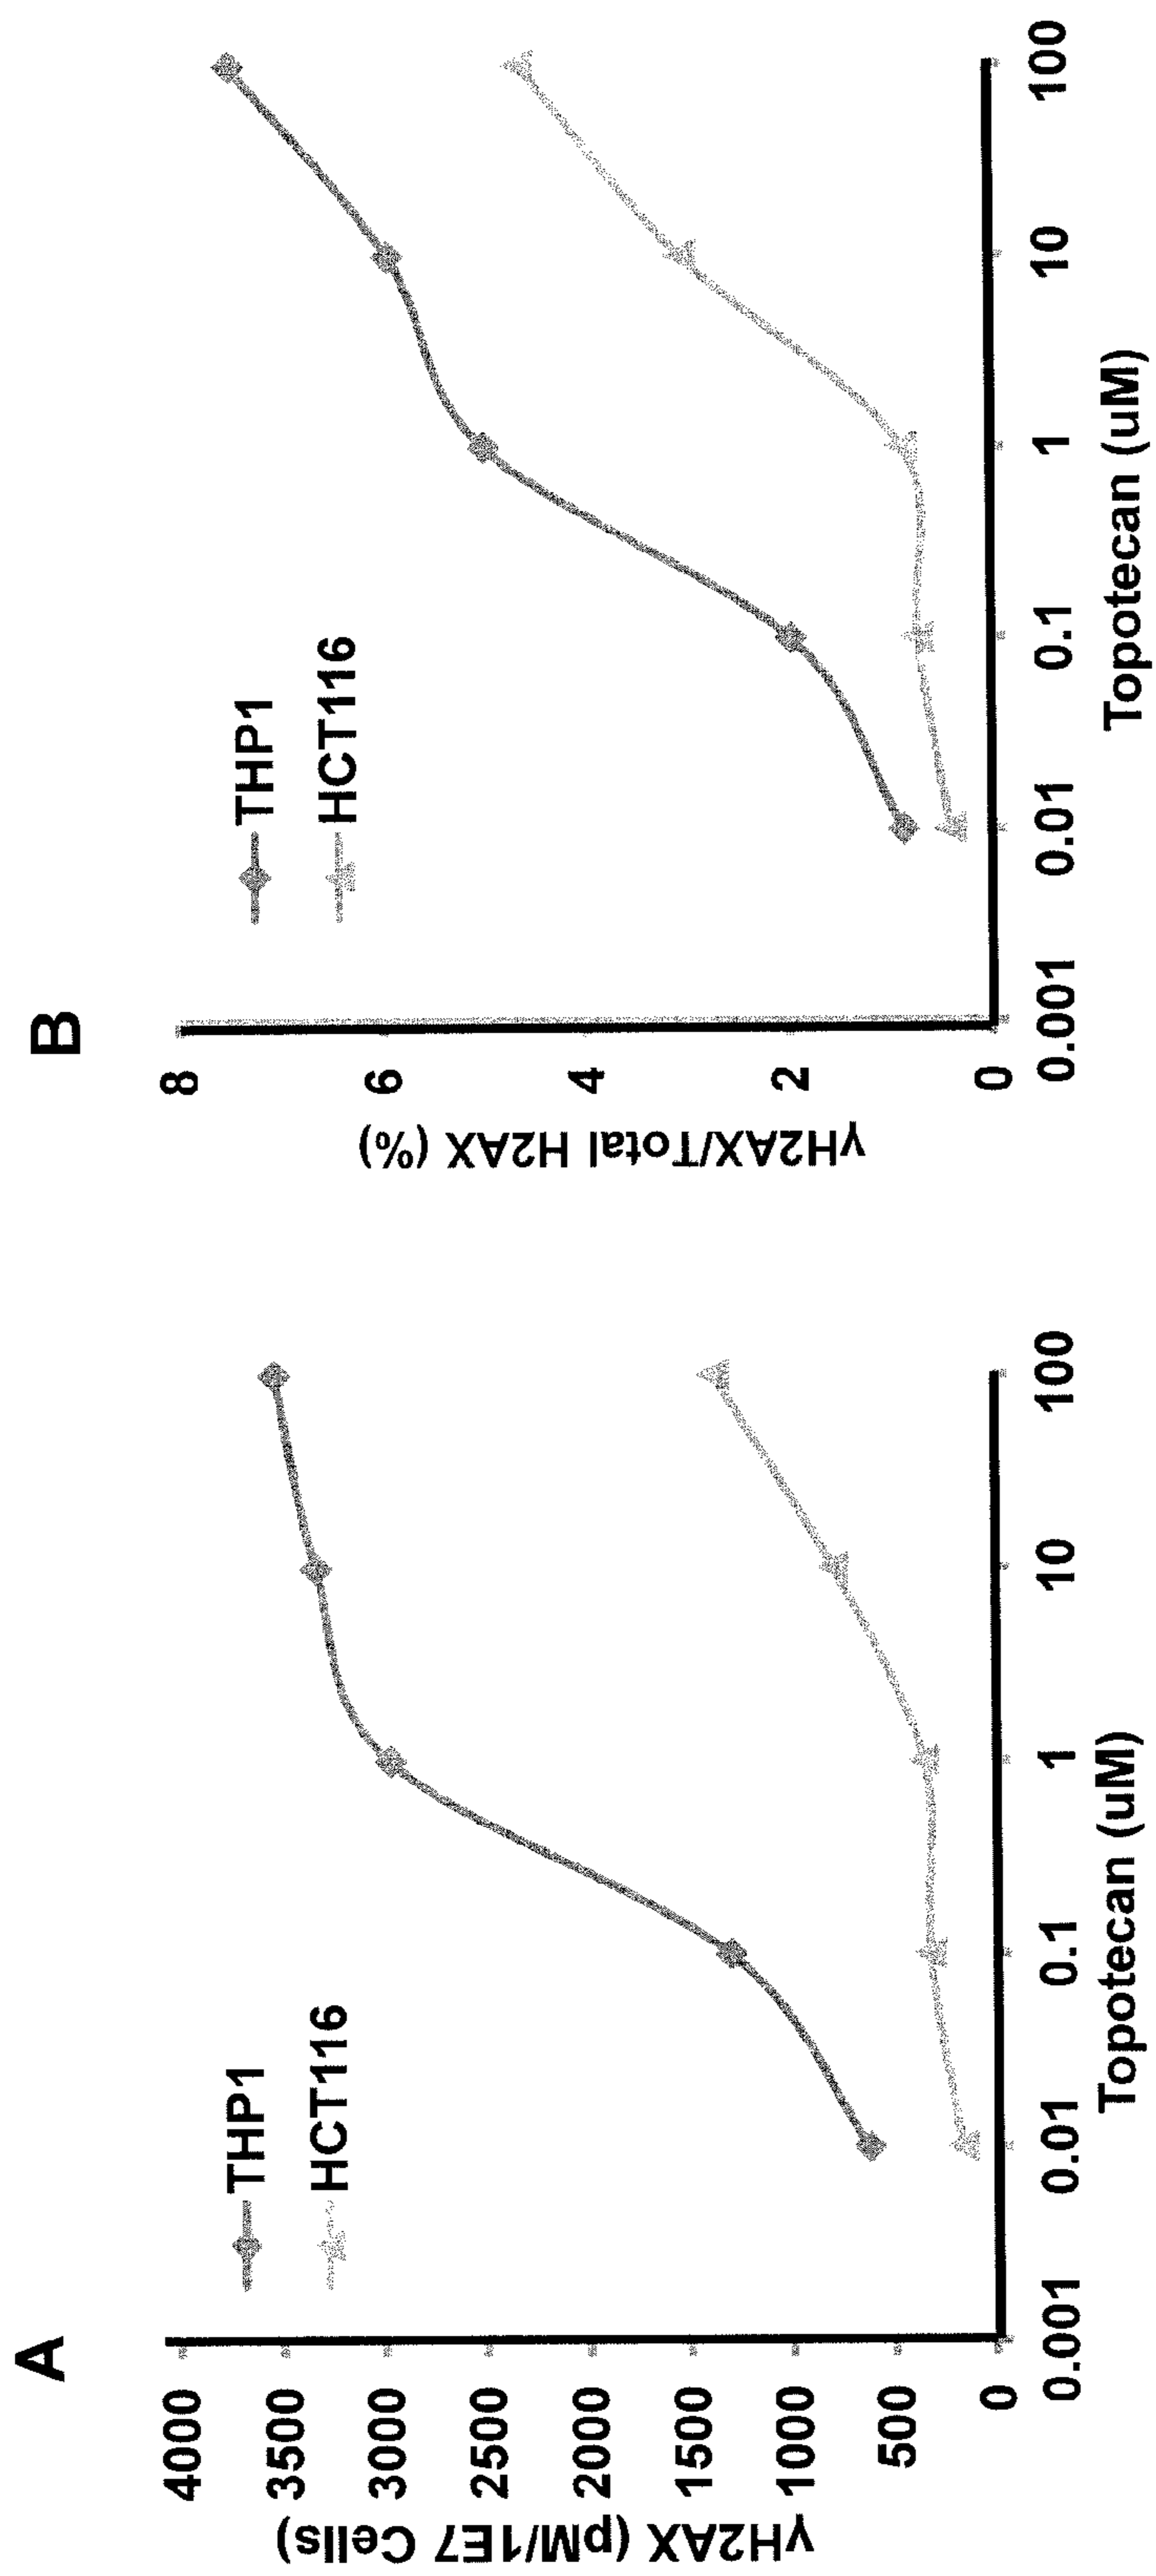 A
γH2AX (pM/1E7 Cells)
4000
3500
3000
2500
2000
1500
1000
500
0
THP1
HCT116
0.001
0.01
0.1
1
10
100
Topotecan (uM)
B
γH2AX/Total H2AX (%)
8
6
4
2
0
THP1
HCT116
0.001
0.01
0.1
1
10
100
Topotecan (uM)